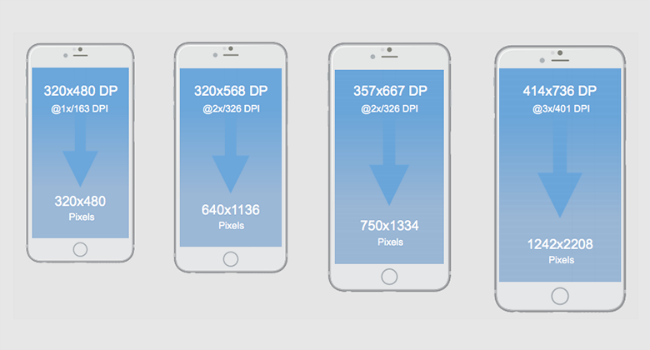 320x480 DP
@1x/163 DPI
320x480
Pixels
320x568 DP
@2x/326 DPI
640x1136
Pixels
357x667 DP
@2x/326 DPI
750x1334
Pixels
414x736 DP
@3x/401 DPI
1242x2208
Pixels